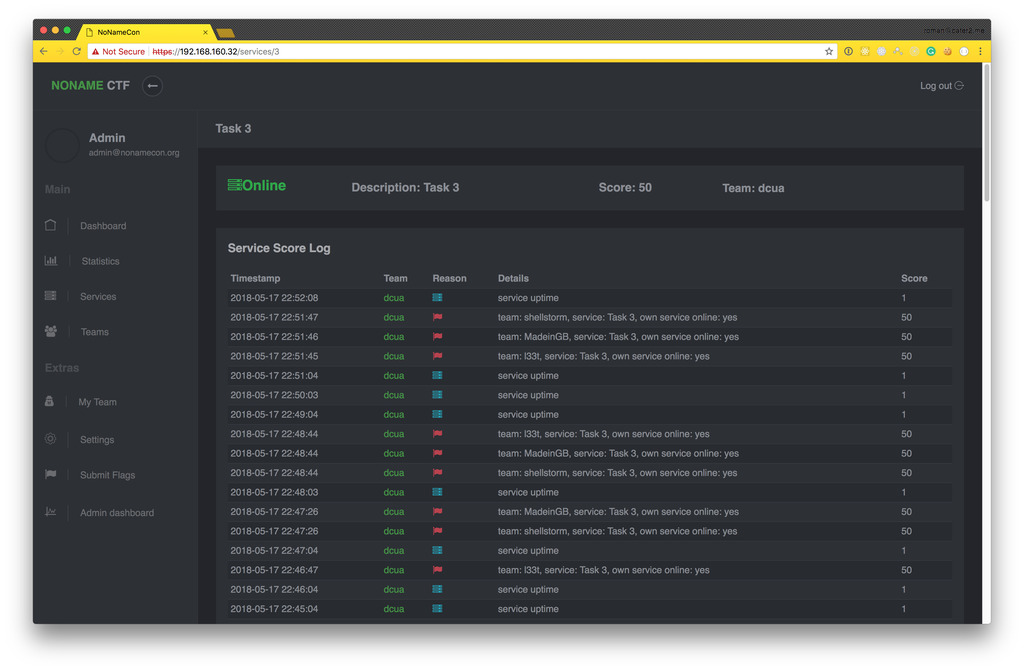 NoNameCon
Not Secure https://192.168.160.32/services/3
NONAME CTF
Log out
Admin
admin@nonamecon.org
Main
Dashboard
Statistics
Services
Teams
Extras
My Team
Settings
Submit Flags
Admin dashboard
Task 3
Online Description: Task 3 Score: 50 Team: dcua
Service Score Log
Timestamp Team Reason Details Score
2018-05-17 22:52:08 dcua service uptime 1
2018-05-17 22:51:47 dcua team: shellstorm, service: Task 3, own service online: yes 50
2018-05-17 22:51:46 dcua team: MadeinGB, service: Task 3, own service online: yes 50
2018-05-17 22:51:45 dcua team: l33t, service: Task 3, own service online: yes 50
2018-05-17 22:51:04 dcua service uptime 1
2018-05-17 22:50:03 dcua service uptime 1
2018-05-17 22:49:04 dcua service uptime 1
2018-05-17 22:48:44 dcua team: l33t, service: Task 3, own service online: yes 50
2018-05-17 22:48:44 dcua team: MadeinGB, service: Task 3, own service online: yes 50
2018-05-17 22:48:44 dcua team: shellstorm, service: Task 3, own service online: yes 50
2018-05-17 22:48:03 dcua service uptime 1
2018-05-17 22:47:26 dcua team: MadeinGB, service: Task 3, own service online: yes 50
2018-05-17 22:47:26 dcua team: shellstorm, service: Task 3, own service online: yes 50
2018-05-17 22:47:04 dcua service uptime 1
2018-05-17 22:46:47 dcua team: l33t, service: Task 3, own service online: yes 50
2018-05-17 22:46:04 dcua service uptime 1
2018-05-17 22:45:04 dcua service uptime 1